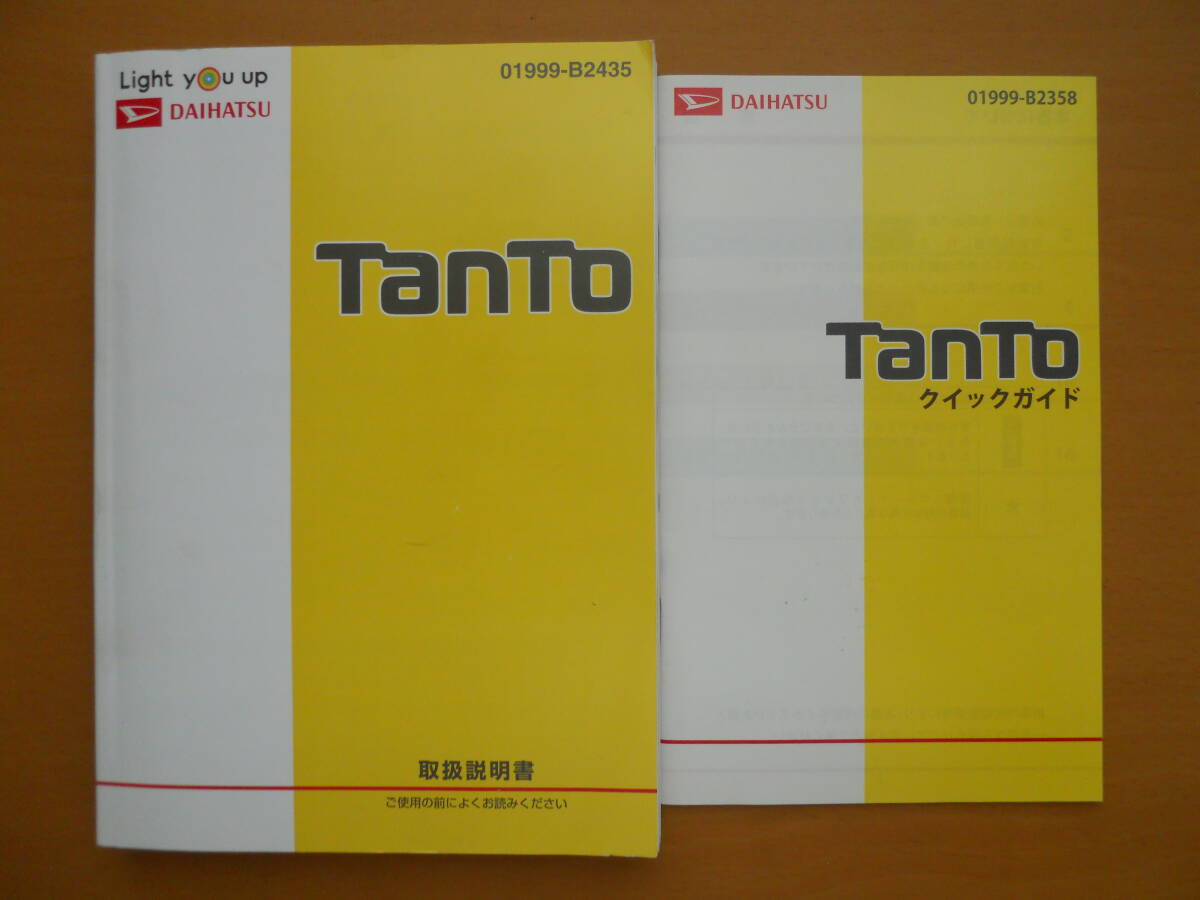 Light you up
DAIHATSU
01999-B2435
TanTo
取扱説明書
ご使用の前によくお読みください
DAIHATSU
01999-B2358
TanTo
クイックガイド